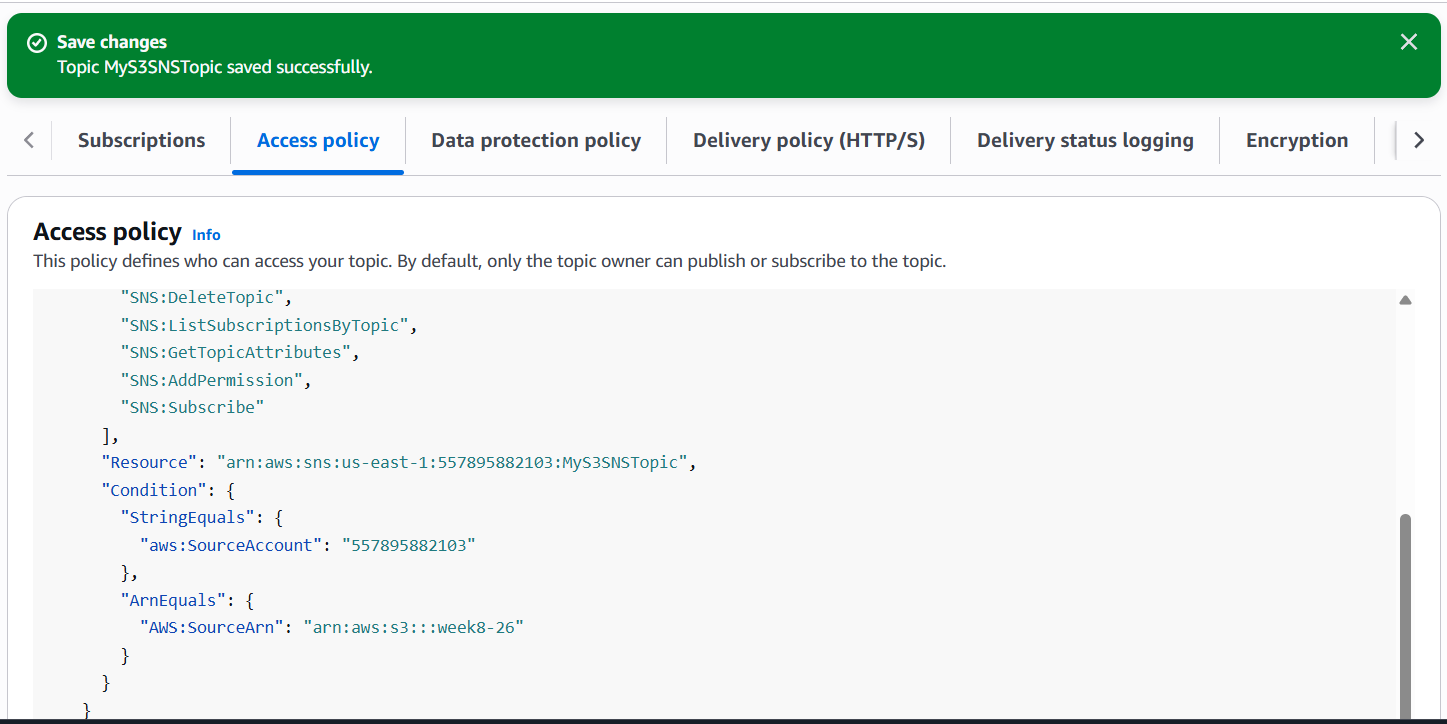 Save changes
Topic MyS3SNSTopic saved successfully.
Subscriptions
Access policy
Data protection policy
Delivery policy (HTTP/S)
Delivery status logging
Encryption
Access policy Info
This policy defines who can access your topic. By default, only the topic owner can publish or subscribe to the topic.
"SNS:DeleteTopic",
"SNS:ListSubscriptionsByTopic",
"SNS:GetTopicAttributes",
"SNS:AddPermission",
"SNS:Subscribe"
],
"Resource": "arn:aws:sns:us-east-1:557895882103:MyS3SNSTopic",
"Condition": {
"StringEquals": {
"aws:SourceAccount": "557895882103"
},
"ArnEquals": {
"AWS:SourceArn": "arn:aws:s3:::week8-26"
}
}
}